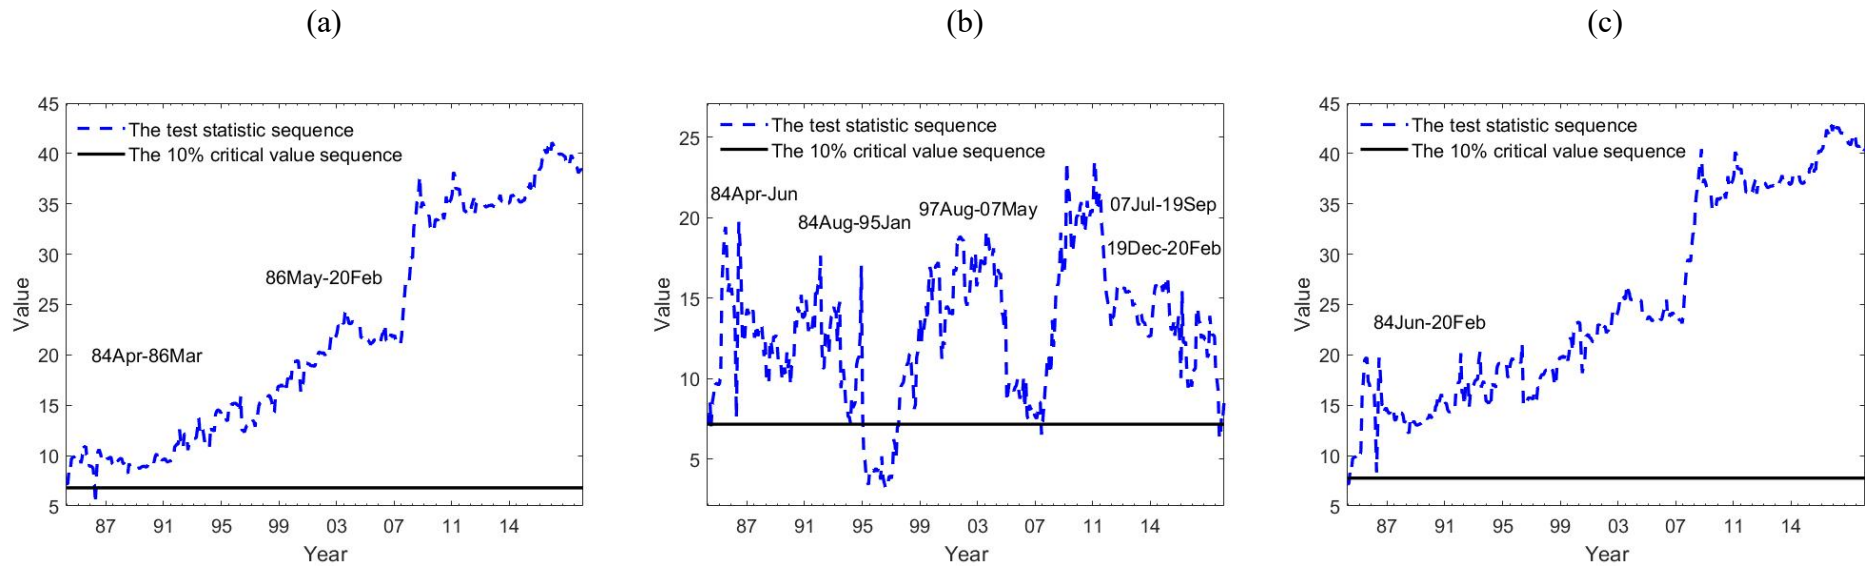 (a)
(b)
(c)
45
40
35
30
25
20
15
10
5
The test statistic sequence
The 10% critical value sequence
86May-20Feb
84Apr-86Mar
Value
87 91 95 99 03 07 11 14
Year
25
20
15
10
5
The test statistic sequence
The 10% critical value sequence
84Apr-Jun
84Aug-95Jan
97Aug-07May
07Jul-19Sep
19Dec-20Feb
Value
87 91 95 99 03 07 11 14
Year
45
40
35
30
25
20
15
10
5
The test statistic sequence
The 10% critical value sequence
84Jun-20Feb
Value
87 91 95 99 03 07 11 14
Year